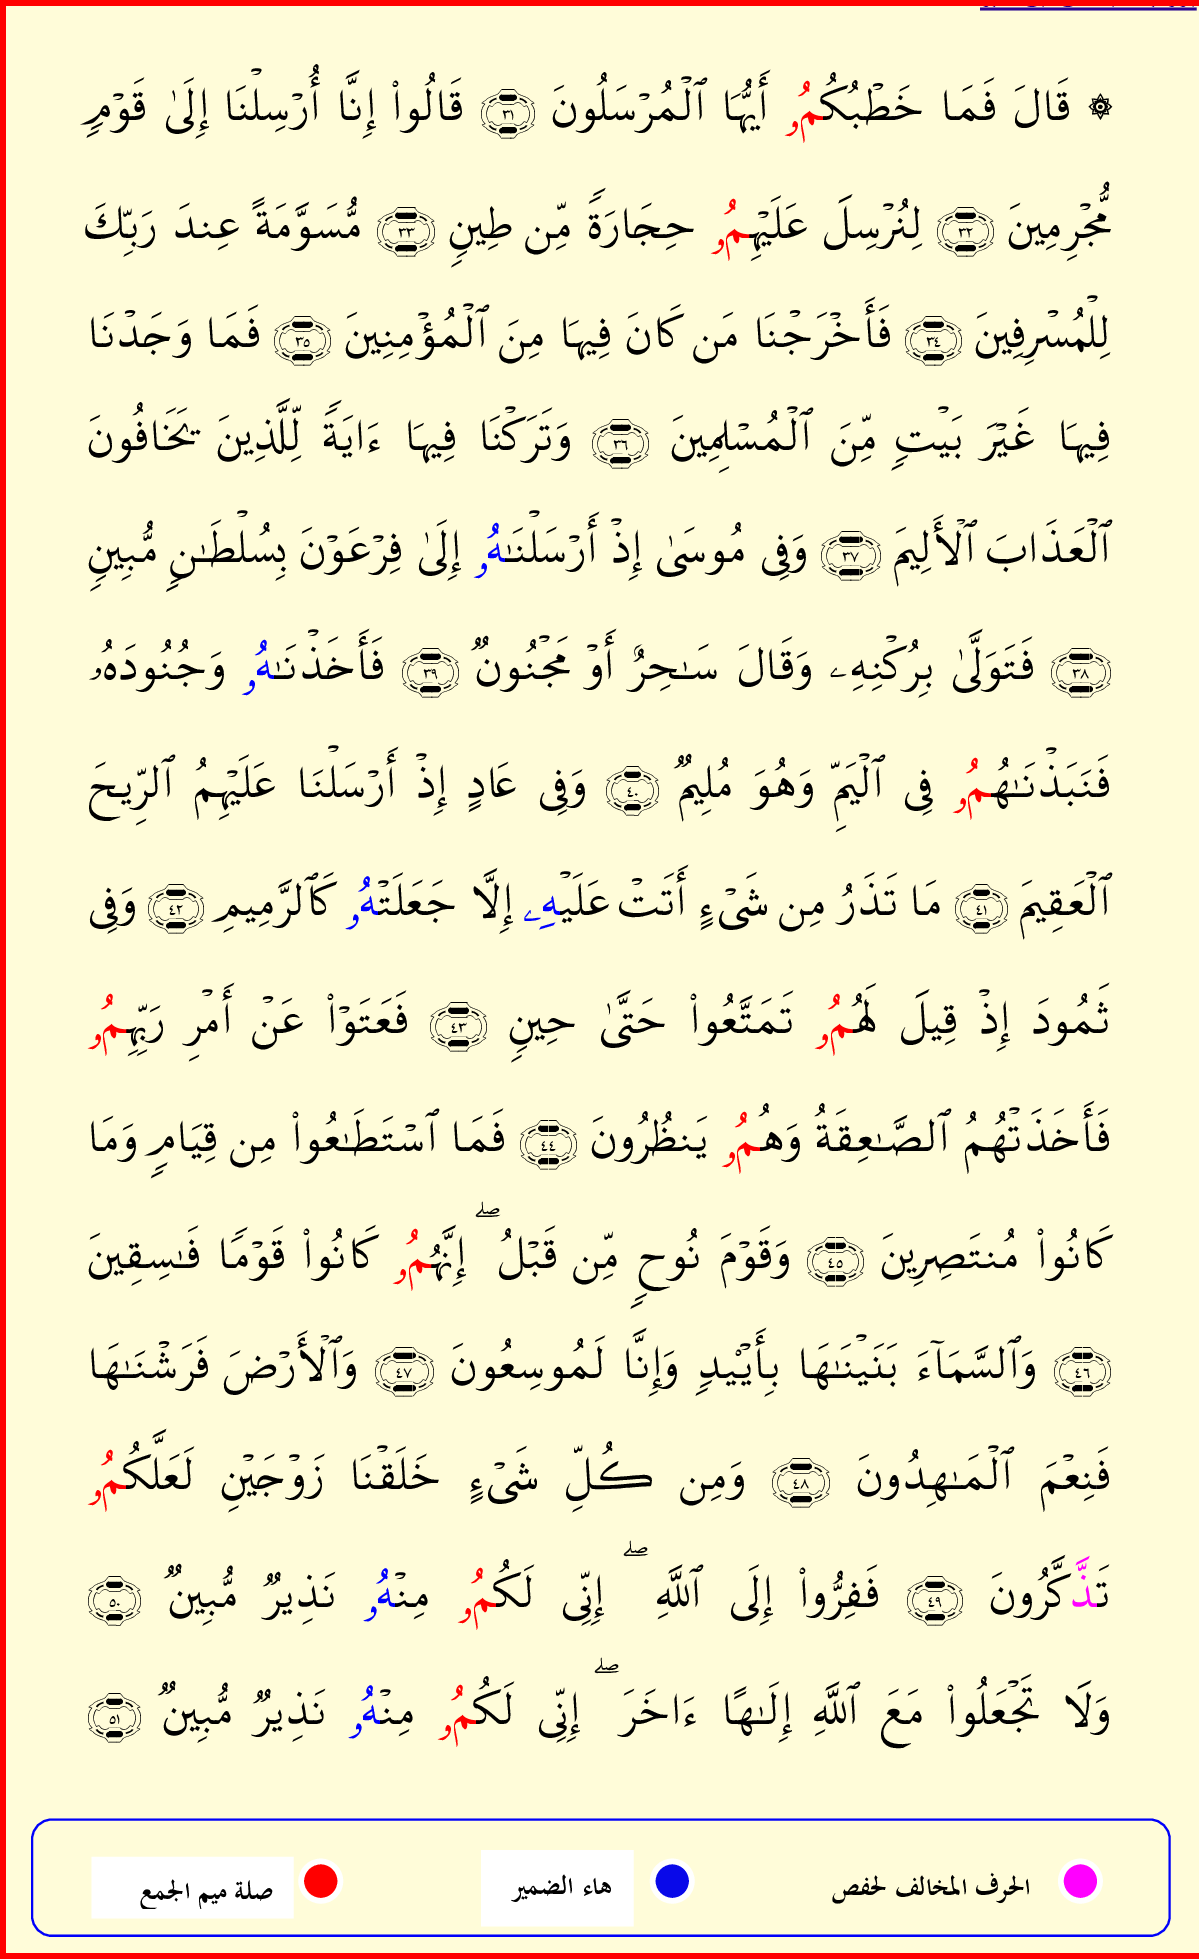 ۞ قَالَ فَمَا خَطْبُكُمُۥ أَيُّهَا ٱلْمُرْسَلُونَ ٣١ قَالُوا۟ إِنَّا أُرْسِلْنَا إِلَىٰ قَوْمٍ
مُّجْرِمِينَ ٣٢ لِنُرْسِلَ عَلَيْهِمُۥ حِجَارَةً مِّن طِينٍ ٣٣ مُّسَوَّمَةً عِندَ رَبِّكَ
لِلْمُسْرِفِينَ ٣٤ فَأَخْرَجْنَا مَن كَانَ فِيهَا مِنَ ٱلْمُؤْمِنِينَ ٣٥ فَمَا وَجَدْنَا
فِيهَا غَيْرَ بَيْتٍ مِّنَ ٱلْمُسْلِمِينَ ٣٦ وَتَرَكْنَا فِيهَا ءَايَةً لِّلَّذِينَ يَخَافُونَ
ٱلْعَذَابَ ٱلْأَلِيمَ ٣٧ وَفِى مُوسَىٰ إِذْ أَرْسَلْنَـٰهُۥ إِلَىٰ فِرْعَوْنَ بِسُلْطَـٰنٍ مُّبِينٍ
٣٨ فَتَوَلَّىٰ بِرُكْنِهِۦ وَقَالَ سَـٰحِرٌ أَوْ مَجْنُونٌ ٣٩ فَأَخَذْنَـٰهُۥ وَجُنُودَهُۥ
فَنَبَذْنَـٰهُمُۥ فِى ٱلْيَمِّ وَهُوَ مُلِيمٌ ٤٠ وَفِى عَادٍ إِذْ أَرْسَلْنَا عَلَيْهِمُ ٱلرِّيحَ
ٱلْعَقِيمَ ٤١ مَا تَذَرُ مِن شَىْءٍ أَتَتْ عَلَيْهِۦ إِلَّا جَعَلَتْهُۥ كَٱلرَّمِيمِ ٤٢ وَفِى
ثَمُودَ إِذْ قِيلَ لَهُمُۥ تَمَتَّعُوا۟ حَتَّىٰ حِينٍ ٤٣ فَعَتَوْا۟ عَنْ أَمْرِ رَبِّهِمُۥ
فَأَخَذَتْهُمُ ٱلصَّـٰعِقَةُ وَهُمُۥ يَنظُرُونَ ٤٤ فَمَا ٱسْتَطَـٰعُوا۟ مِن قِيَامٍ وَمَا
كَانُوا۟ مُنتَصِرِينَ ٤٥ وَقَوْمَ نُوحٍ مِّن قَبْلُ ۖ إِنَّهُمُۥ كَانُوا۟ قَوْمًا فَـٰسِقِينَ
٤٦ وَٱلسَّمَآءَ بَنَيْنَـٰهَا بِأَيْي۟دٍ وَإِنَّا لَمُوسِعُونَ ٤٧ وَٱلْأَرْضَ فَرَشْنَـٰهَا
فَنِعْمَ ٱلْمَـٰهِدُونَ ٤٨ وَمِن كُلِّ شَىْءٍ خَلَقْنَا زَوْجَيْنِ لَعَلَّكُمُۥ
تَذَّكَّرُونَ ٤٩ فَفِرُّوا۟ إِلَى ٱللَّهِ ۖ إِنِّى لَكُمُۥ مِنْهُۥ نَذِيرٌ مُّبِينٌ ٥٠
وَلَا تَجْعَلُوا۟ مَعَ ٱللَّهِ إِلَـٰهًا ءَاخَرَ ۖ إِنِّى لَكُمُۥ مِنْهُۥ نَذِيرٌ مُّبِينٌ ٥١
الحرف المخالف لحفص هاء الضمير صلة ميم الجمع